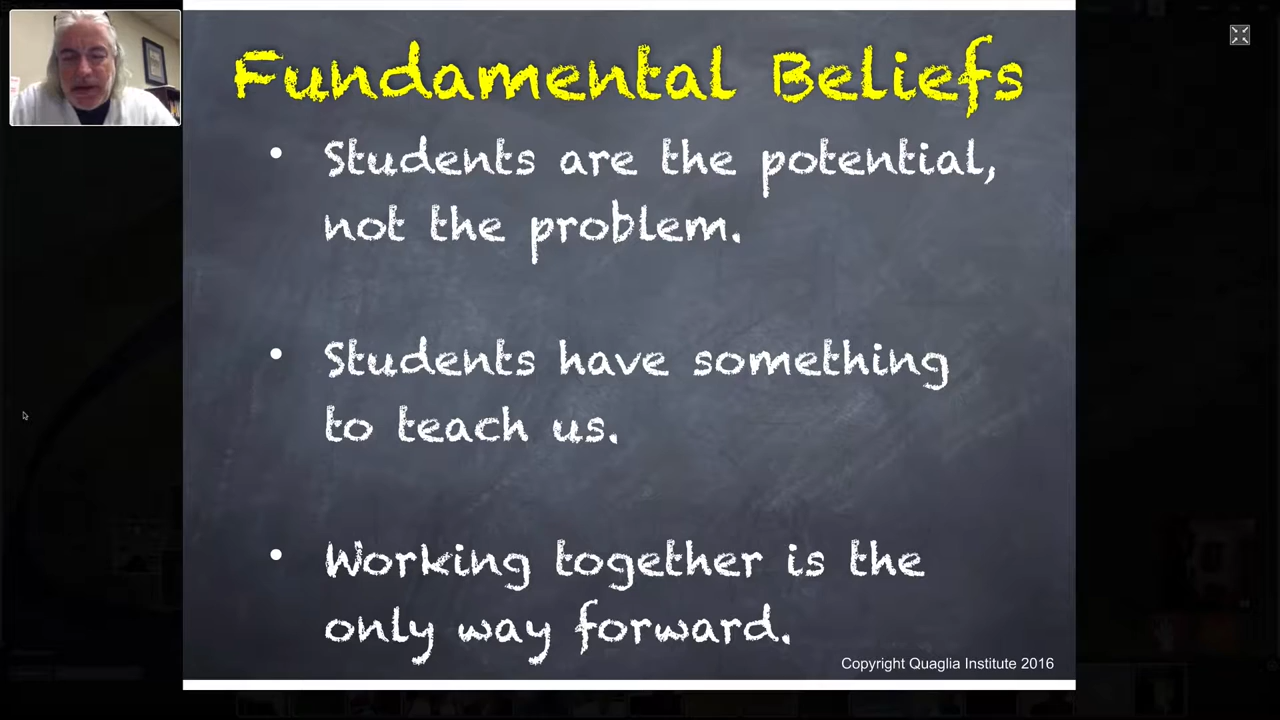 Fundamental Beliefs
• Students are the potential,
not the problem.
• Students have something
to teach us.
• Working together is the
only way forward.
Copyright Quaglia Institute 2016